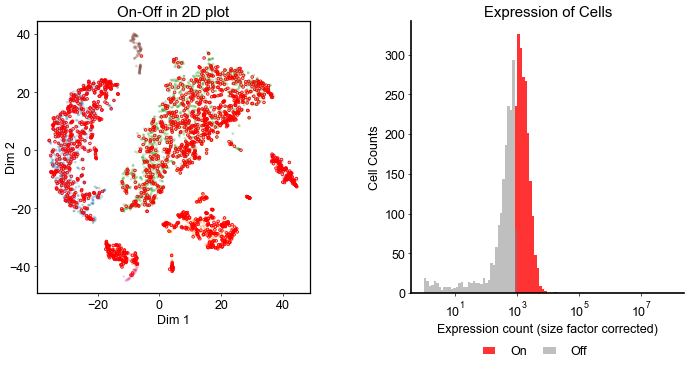 On-Off in 2D plot
Expression of Cells
40
20
0
−20
−40
Dim 2
−20
0
20
40
Dim 1
300
250
200
150
100
50
0
Cell Counts
10^1
10^3
10^5
10^7
Expression count (size factor corrected)
On
Off